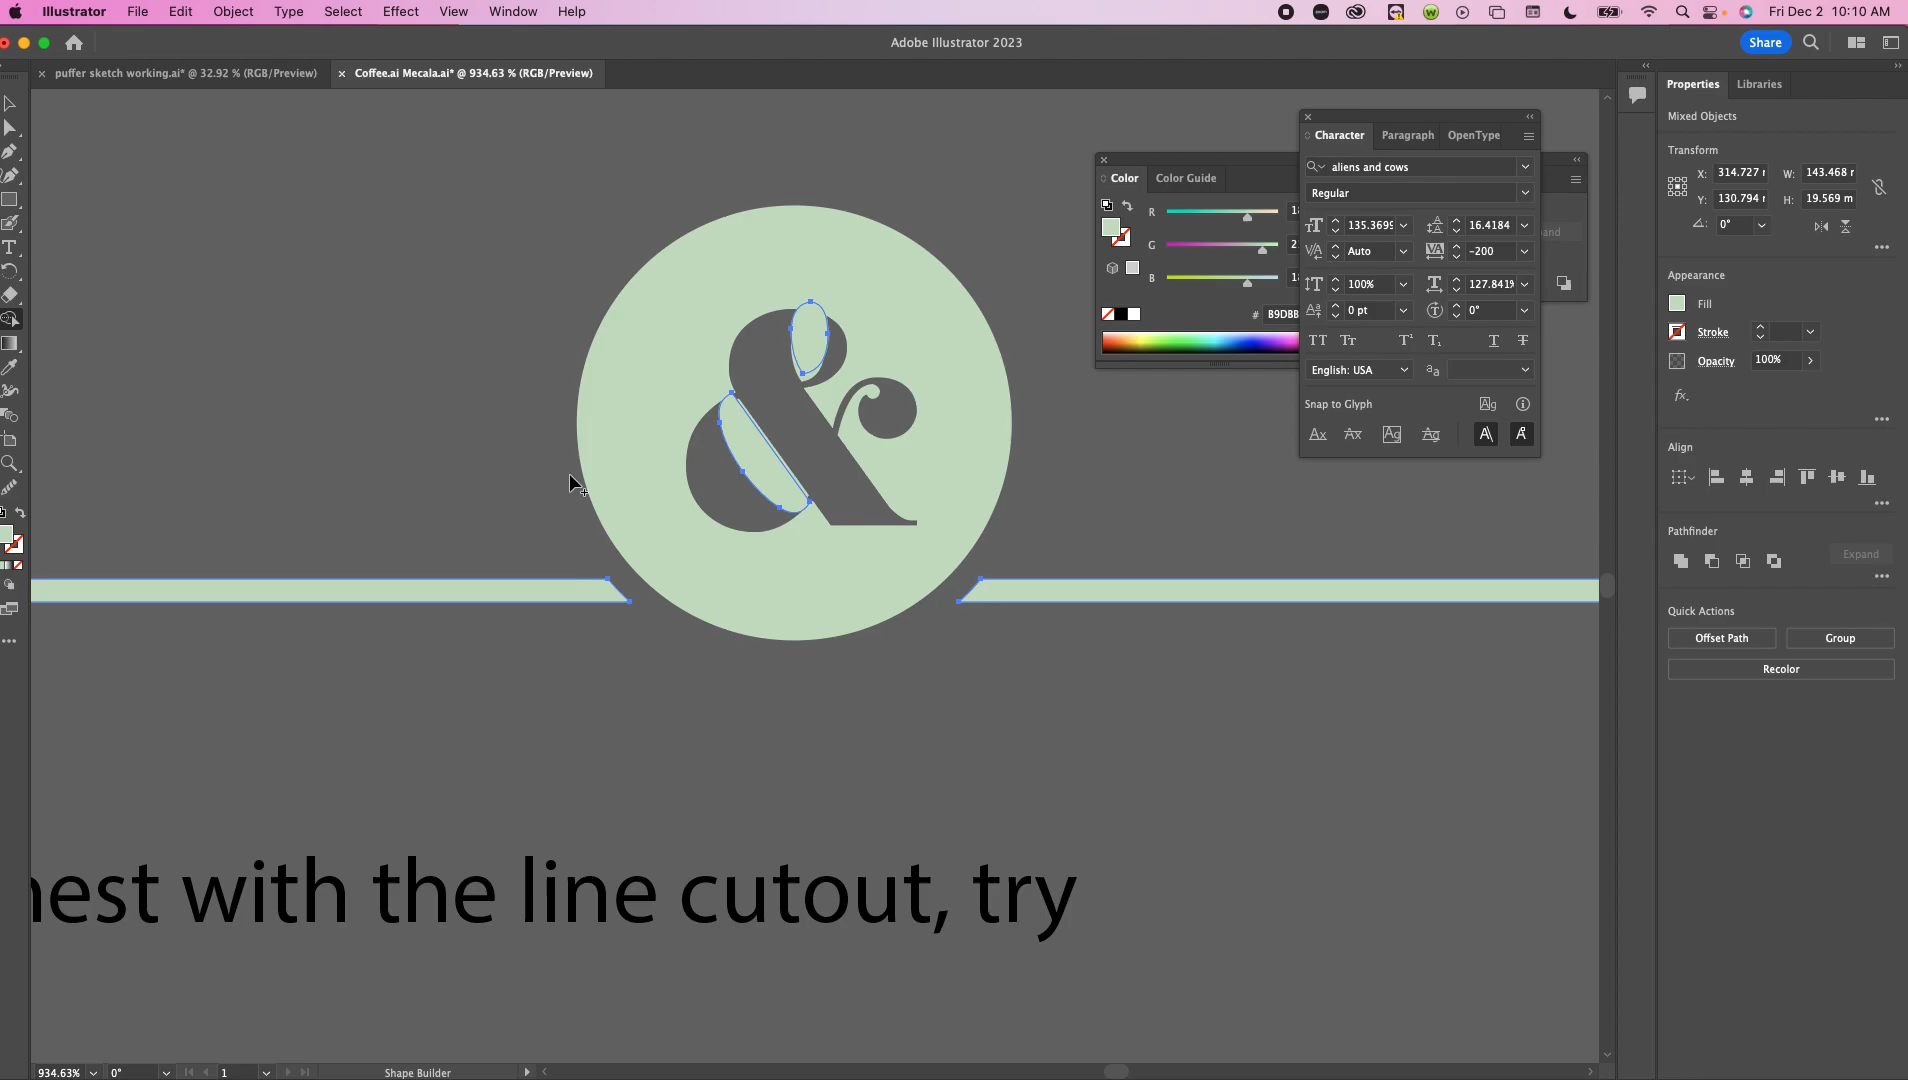 Illustrator File Edit Object Type Select Effect View Window Help
Fri Dec 2 10:10 AM
Adobe Illustrator 2023
Share
puffer sketch working.ai* @ 32.92 % (RGB/Preview)
Coffee.ai Mecala.ai* @ 934.63 % (RGB/Preview)
Properties Libraries
Mixed Objects
Transform
X: 314.727 W: 143.468
Y: 130.794 H: 19.569 m
0°
Appearance
Fill
Stroke
Opacity 100%
fx.
Align
Pathfinder
Expand
Quick Actions
Offset Path Group
Recolor
Character Paragraph OpenType
aliens and cows
Regular
135.3695 16.4184
Auto -200
100% 127.8419
0 pt 0°
English: USA
Snap to Glyph
Color Color Guide
R
G
B
# B9DBB
&
nest with the line cutout, try
934.63% 0° 1 Shape Builder